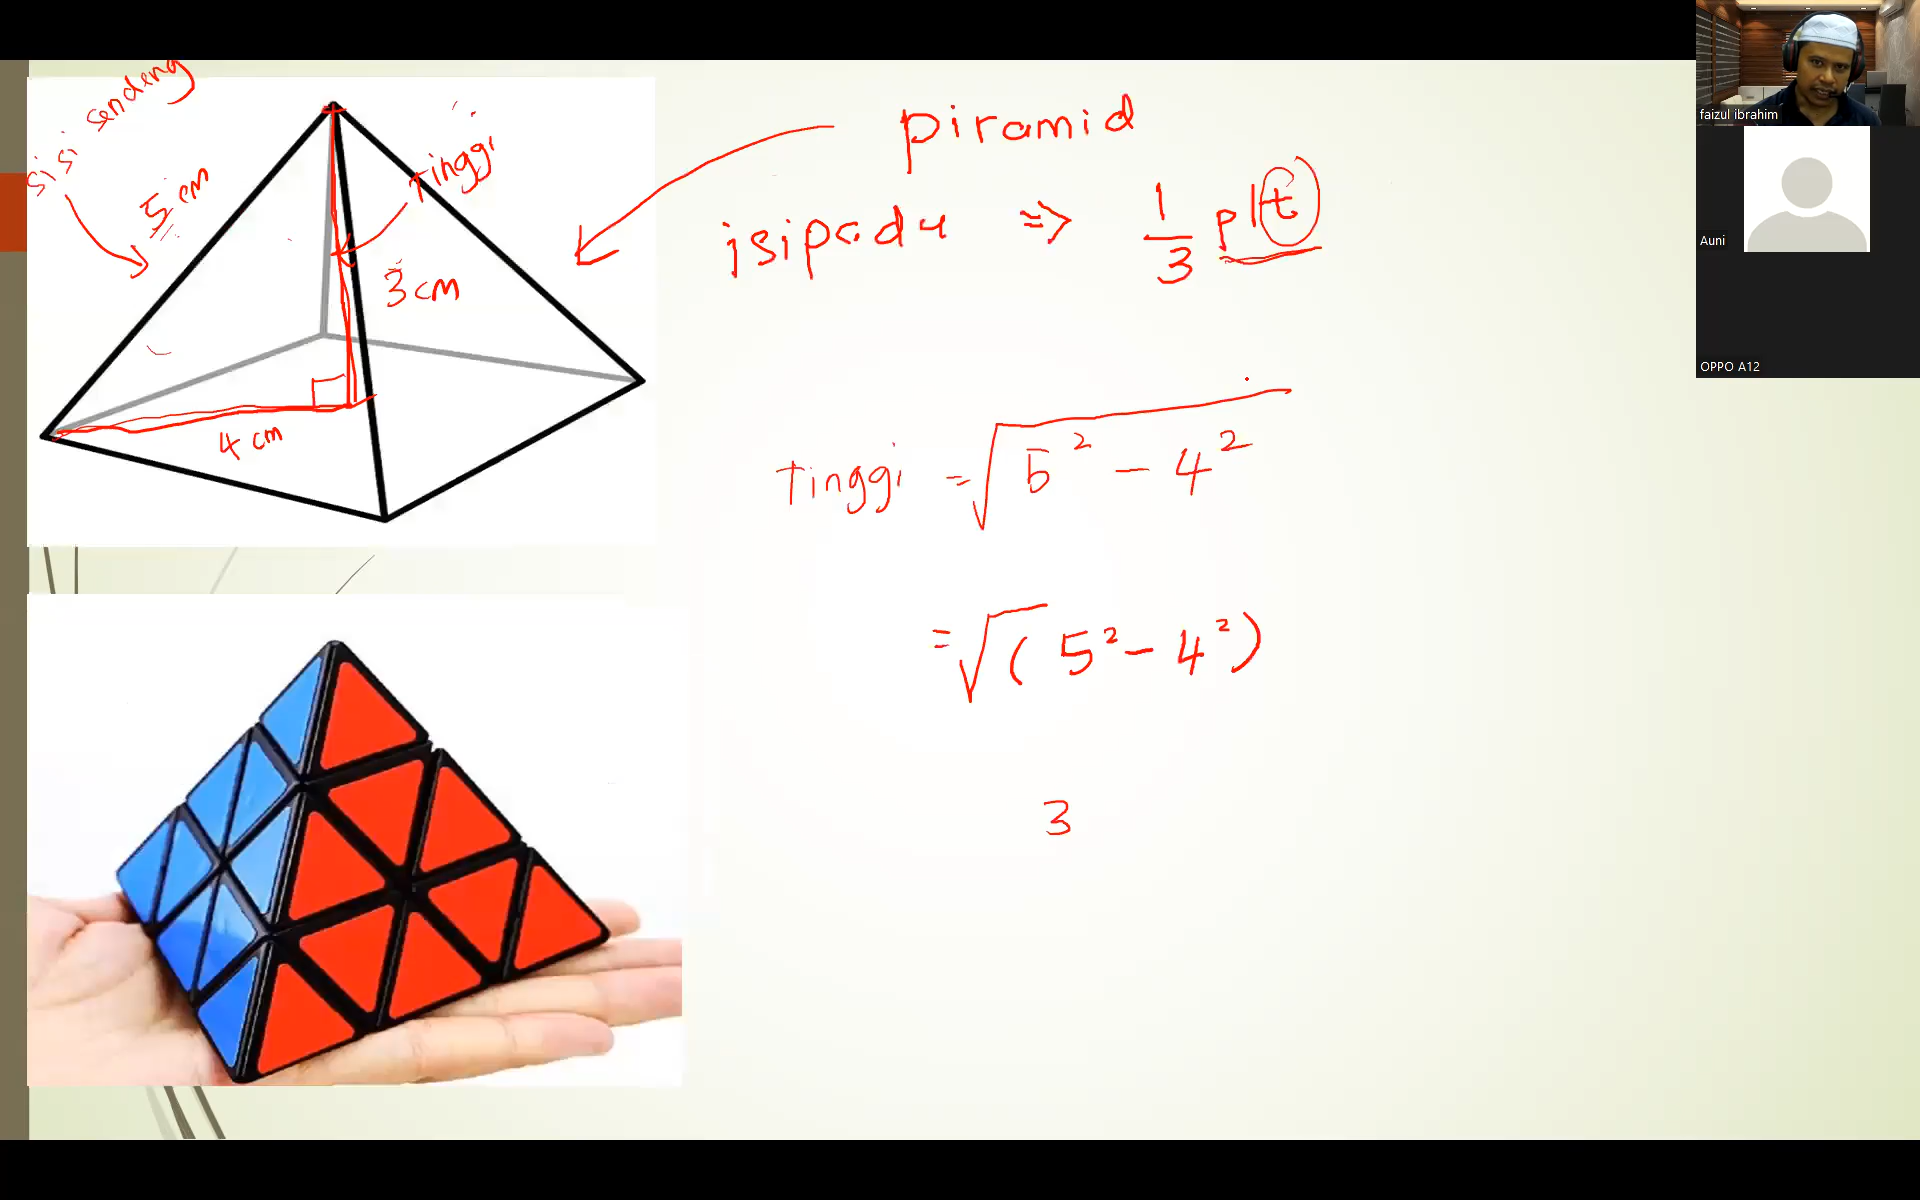 sisi sendeng
5 cm
Tinggi
3 cm
4 cm
piramid
isipadu => 1/3 plt
Tinggi = √5² - 4²
= √(5² - 4²)
3
faizul ibrahim
Auni
OPPO A12